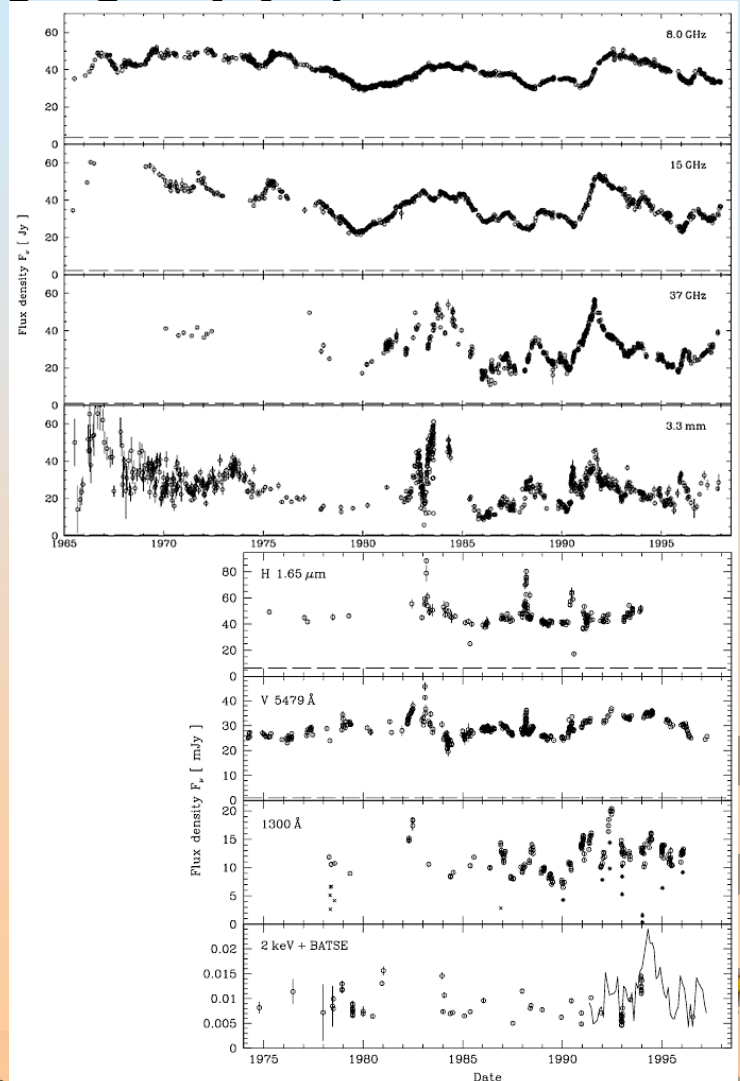 8.0 GHz
60
40
20
0
15 GHz
60
40
20
0
37 GHz
60
40
20
0
3.3 mm
60
40
20
0
Flux density Fν [ Jy ]
1965 1970 1975 1980 1985 1990 1995
H 1.65 μm
80
60
40
20
0
V 5479 Å
40
30
20
10
0
1300 Å
20
15
10
5
0
2 keV + BATSE
0.02
0.015
0.01
0.005
0
Flux density Fν [ mJy ]
1975 1980 1985 1990 1995
Date